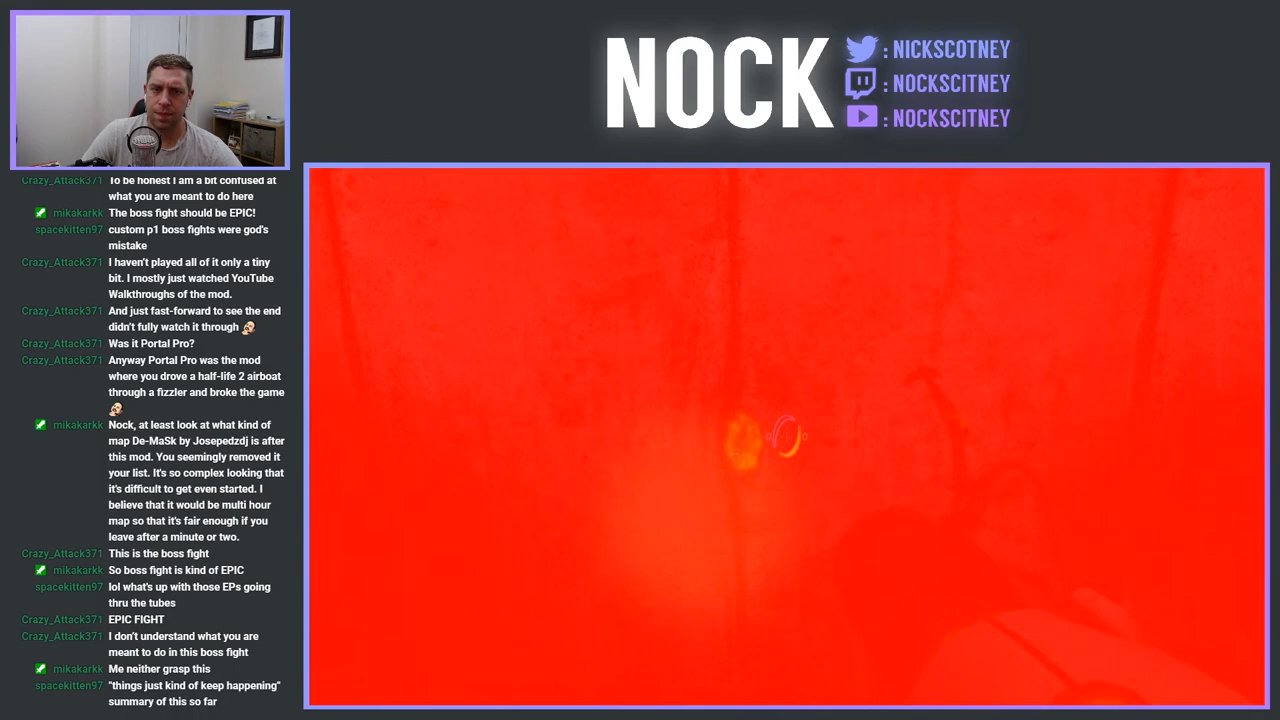 NOCK
: NICKSCOTNEY
: NOCKSCITNEY
: NOCKSCITNEY
Crazy_Attack371 To be honest I am a bit confused at
what you are meant to do here
mikakarkk The boss fight should be EPIC!
spacekitten97 custom p1 boss fights were god's
mistake
Crazy_Attack371 I haven't played all of it only a tiny
bit. I mostly just watched YouTube
Walkthroughs of the mod.
Crazy_Attack371 And just fast-forward to see the end
didn't fully watch it through
Crazy_Attack371 Was it Portal Pro?
Crazy_Attack371 Anyway Portal Pro was the mod
where you drove a half-life 2 airboat
through a fizzler and broke the game
mikakarkk Nock, at least look at what kind of
map De-MaSk by Josepedzdj is after
this mod. You seemingly removed it
your list. It's so complex looking that
it's difficult to get even started. I
believe that it would be multi hour
map so that it's fair enough if you
leave after a minute or two.
Crazy_Attack371 This is the boss fight
mikakarkk So boss fight is kind of EPIC
spacekitten97 lol what's up with those EPs going
thru the tubes
Crazy_Attack371 EPIC FIGHT
Crazy_Attack371 I don't understand what you are
meant to do in this boss fight
mikakarkk Me neither grasp this
spacekitten97 "things just kind of keep happening"
summary of this so far